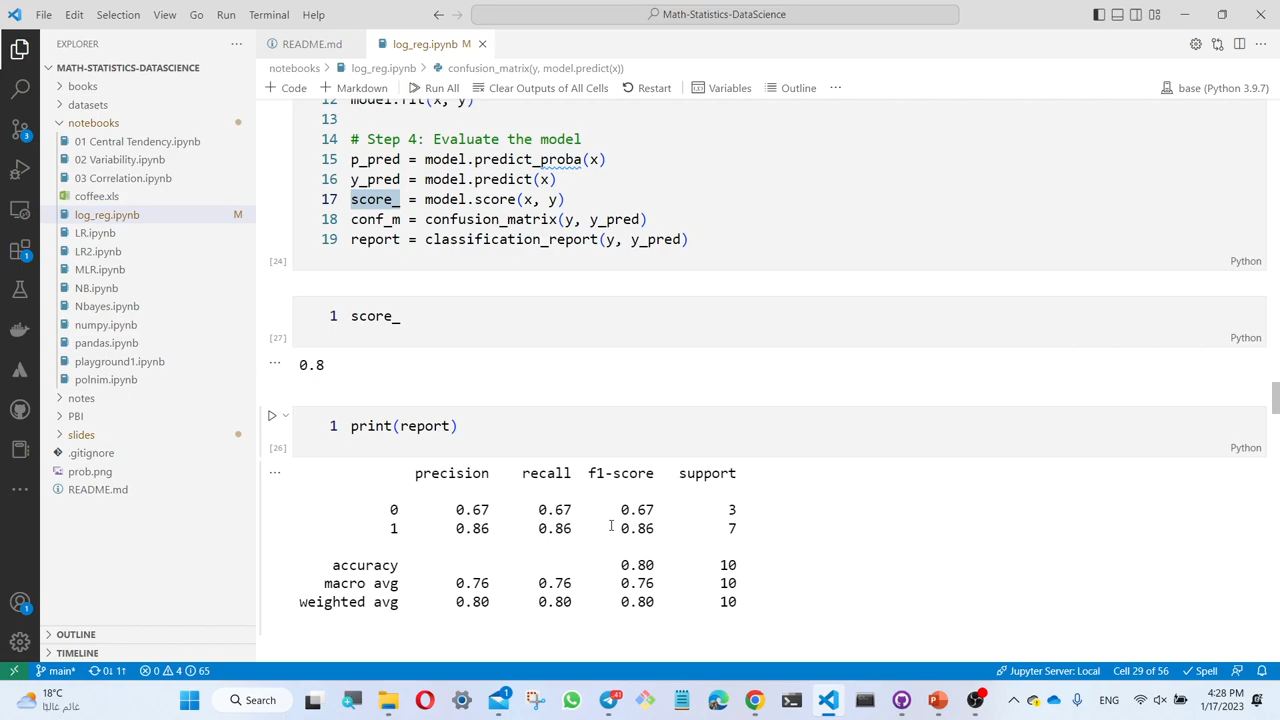 File Edit Selection View Go Run Terminal Help
Math-Statistics-DataScience
EXPLORER
README.md
log_reg.ipynb M
MATH-STATISTICS-DATASCIENCE
notebooks > log_reg.ipynb > confusion_matrix(y, model.predict(x))
books
+ Code + Markdown Run All Clear Outputs of All Cells Restart Variables Outline base (Python 3.9.7)
datasets
notebooks
01 Central Tendency.ipynb
02 Variability.ipynb
03 Correlation.ipynb
coffee.xls
log_reg.ipynb M
LR.ipynb
LR2.ipynb
MLR.ipynb
NB.ipynb
Nbayes.ipynb
numpy.ipynb
pandas.ipynb
playground1.ipynb
polnim.ipynb
notes
PBI
slides
.gitignore
prob.png
README.md
OUTLINE
TIMELINE
12 model.fit(x, y)
13
14 # Step 4: Evaluate the model
15 p_pred = model.predict_proba(x)
16 y_pred = model.predict(x)
17 score_ = model.score(x, y)
18 conf_m = confusion_matrix(y, y_pred)
19 report = classification_report(y, y_pred)
[24] Python
1 score_
[27] Python
0.8
1 print(report)
[26] Python
precision recall f1-score support
0 0.67 0.67 0.67 3
1 0.86 0.86 0.86 7
accuracy 0.80 10
macro avg 0.76 0.76 0.76 10
weighted avg 0.80 0.80 0.80 10
main* 0↓ 1↑ 0 4 65 Jupyter Server: Local Cell 29 of 56 Spell
18°C
غائم غالبًا
Search
ENG
4:28 PM
1/17/2023